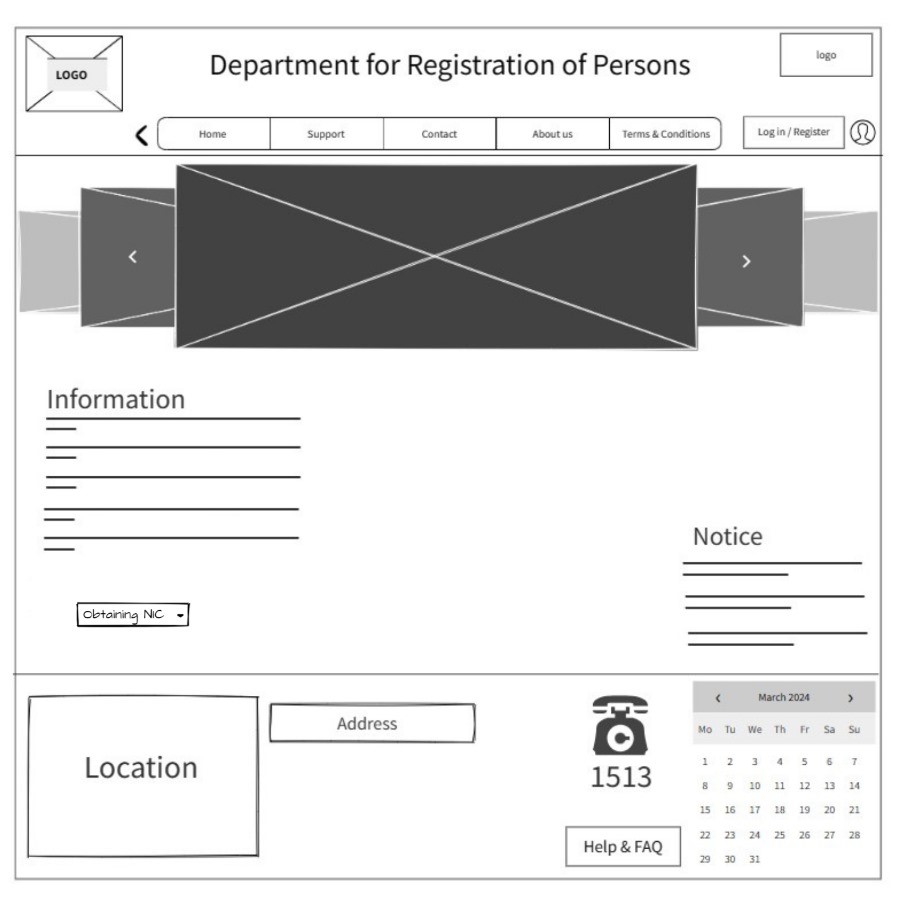 LOGO
Department for Registration of Persons
logo
Home
Support
Contact
About us
Terms & Conditions
Log in / Register
Information
Notice
Obtaining NIC
Location
Address
1513
Help & FAQ
March 2024
Mo Tu We Th Fr Sa Su
1 2 3 4 5 6 7
8 9 10 11 12 13 14
15 16 17 18 19 20 21
22 23 24 25 26 27 28
29 30 31